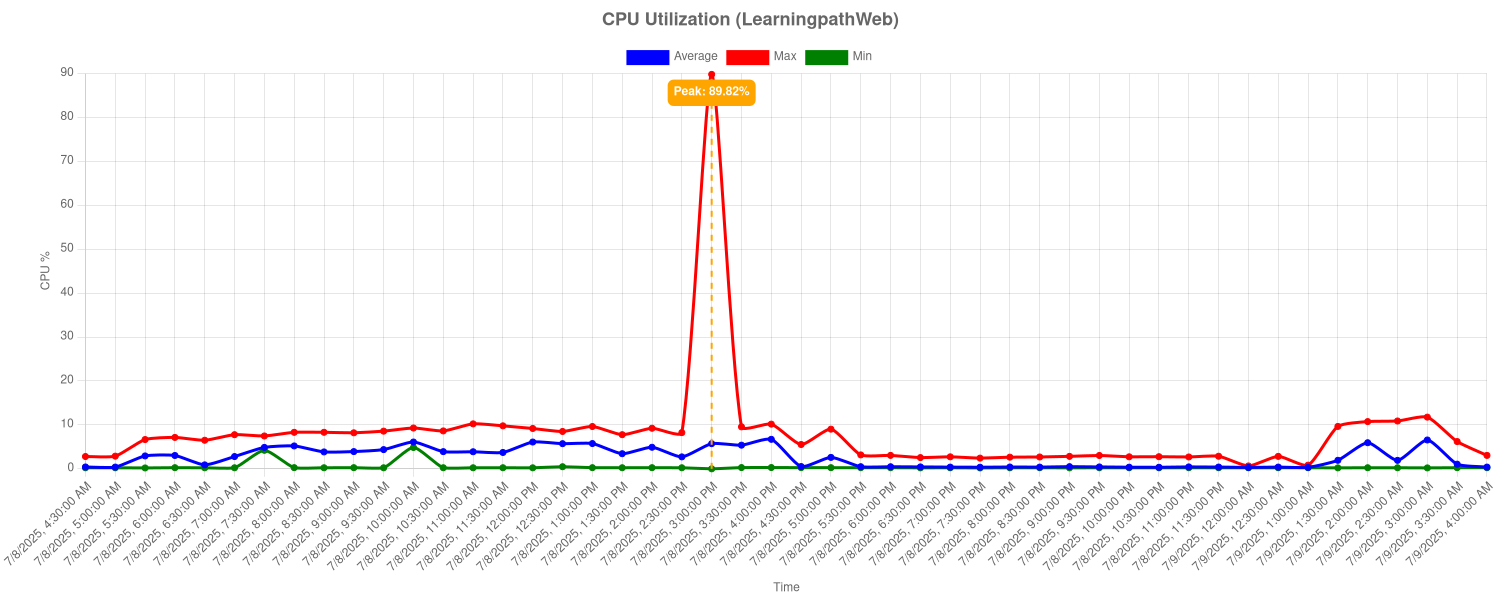 CPU Utilization (LearningpathWeb)
Average Max Min
Peak: 89.82%
CPU %
90
80
70
60
50
40
30
20
10
0
7/8/2025, 4:30:00 AM
7/8/2025, 5:00:00 AM
7/8/2025, 5:30:00 AM
7/8/2025, 6:00:00 AM
7/8/2025, 6:30:00 AM
7/8/2025, 7:00:00 AM
7/8/2025, 7:30:00 AM
7/8/2025, 8:00:00 AM
7/8/2025, 8:30:00 AM
7/8/2025, 9:00:00 AM
7/8/2025, 9:30:00 AM
7/8/2025, 10:00:00 AM
7/8/2025, 10:30:00 AM
7/8/2025, 11:00:00 AM
7/8/2025, 11:30:00 AM
7/8/2025, 12:00:00 PM
7/8/2025, 12:30:00 PM
7/8/2025, 1:00:00 PM
7/8/2025, 1:30:00 PM
7/8/2025, 2:00:00 PM
7/8/2025, 2:30:00 PM
7/8/2025, 3:00:00 PM
7/8/2025, 3:30:00 PM
7/8/2025, 4:00:00 PM
7/8/2025, 4:30:00 PM
7/8/2025, 5:00:00 PM
7/8/2025, 5:30:00 PM
7/8/2025, 6:00:00 PM
7/8/2025, 6:30:00 PM
7/8/2025, 7:00:00 PM
7/8/2025, 7:30:00 PM
7/8/2025, 8:00:00 PM
7/8/2025, 8:30:00 PM
7/8/2025, 9:00:00 PM
7/8/2025, 9:30:00 PM
7/8/2025, 10:00:00 PM
7/8/2025, 10:30:00 PM
7/8/2025, 11:00:00 PM
7/8/2025, 11:30:00 PM
7/9/2025, 12:00:00 AM
7/9/2025, 12:30:00 AM
7/9/2025, 1:00:00 AM
7/9/2025, 1:30:00 AM
7/9/2025, 2:00:00 AM
7/9/2025, 2:30:00 AM
7/9/2025, 3:00:00 AM
7/9/2025, 3:30:00 AM
7/9/2025, 4:00:00 AM
Time